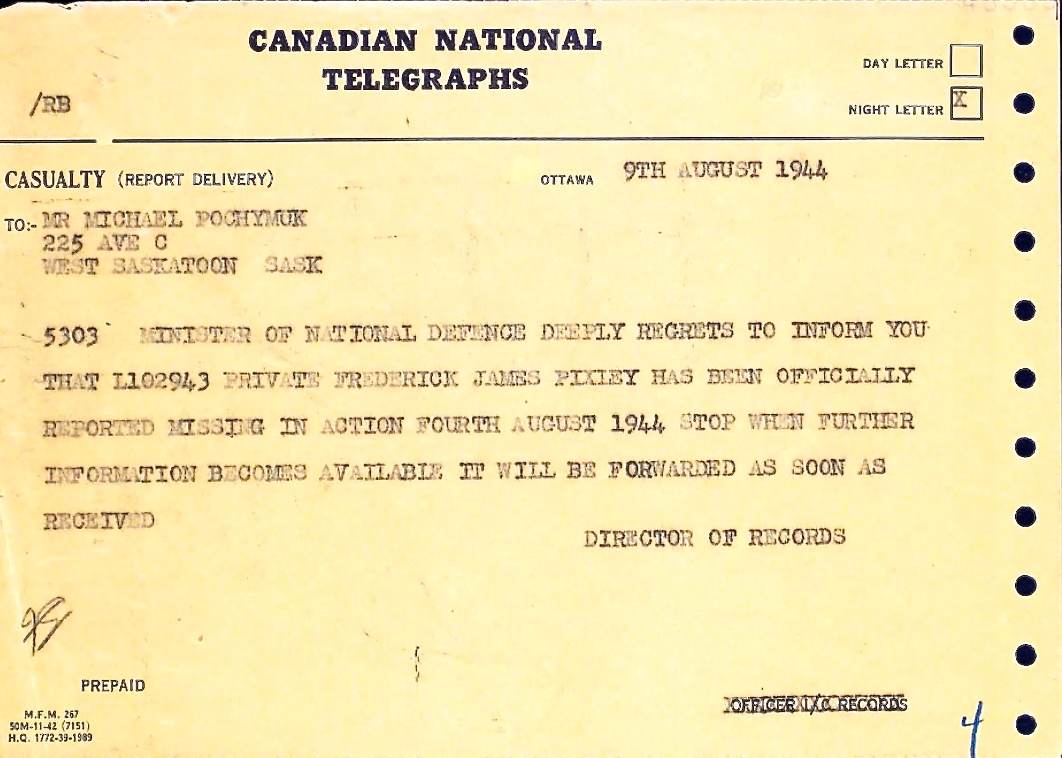 CANADIAN NATIONAL
TELEGRAPHS
DAY LETTER
NIGHT LETTER X
/RB
CASUALTY (REPORT DELIVERY)
OTTAWA 9TH AUGUST 1944
TO:- MR MICHAEL POCHYMUK
225 AVE C
WEST SASKATOON SASK
5303 MINISTER OF NATIONAL DEFENCE DEEPLY REGRETS TO INFORM YOU
THAT L102943 PRIVATE FREDERICK JAMES PIXLEY HAS BEEN OFFICIALLY
REPORTED MISSING IN ACTION FOURTH AUGUST 1944 STOP WHEN FURTHER
INFORMATION BECOMES AVAILABLE IT WILL BE FORWARDED AS SOON AS
RECEIVED
DIRECTOR OF RECORDS
PREPAID
OFFICER I/C RECORDS
M.F.M. 267
50M-11-42 (7151)
H.Q. 1772-39-1989
4